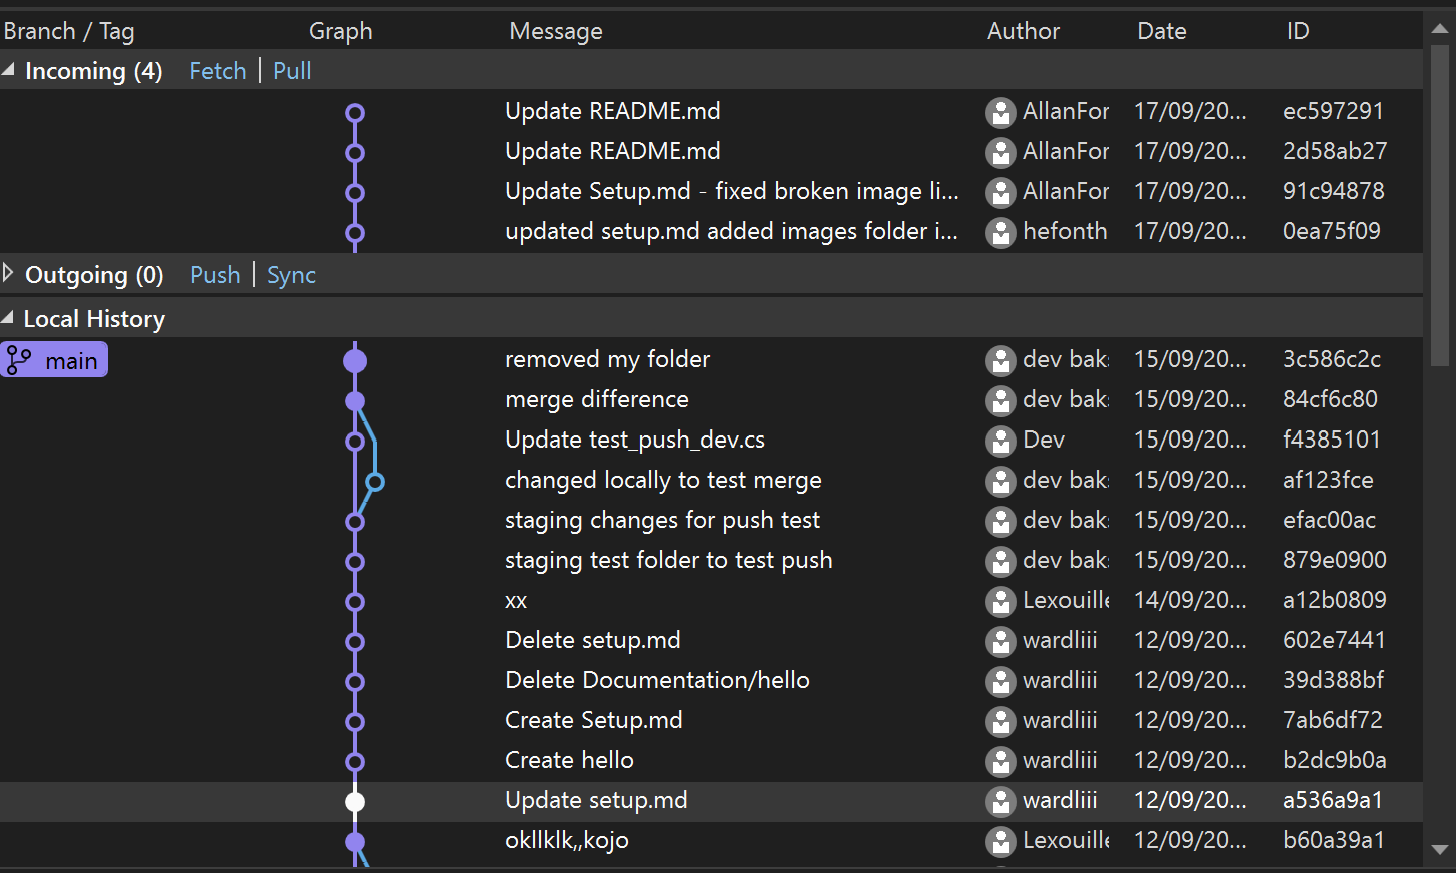 Branch / Tag Graph Message Author Date ID
Incoming (4) Fetch | Pull
Update README.md AllanFor 17/09/20... ec597291
Update README.md AllanFor 17/09/20... 2d58ab27
Update Setup.md - fixed broken image li... AllanFor 17/09/20... 91c94878
updated setup.md added images folder i... hefonth 17/09/20... 0ea75f09
Outgoing (0) Push | Sync
Local History
main removed my folder dev bak 15/09/20... 3c586c2c
merge difference dev bak 15/09/20... 84cf6c80
Update test_push_dev.cs Dev 15/09/20... f4385101
changed locally to test merge dev bak 15/09/20... af123fce
staging changes for push test dev bak 15/09/20... efac00ac
staging test folder to test push dev bak 15/09/20... 879e0900
xx Lexouille 14/09/20... a12b0809
Delete setup.md wardliii 12/09/20... 602e7441
Delete Documentation/hello wardliii 12/09/20... 39d388bf
Create Setup.md wardliii 12/09/20... 7ab6df72
Create hello wardliii 12/09/20... b2dc9b0a
Update setup.md wardliii 12/09/20... a536a9a1
okllklk,,kojo Lexouille 12/09/20... b60a39a1